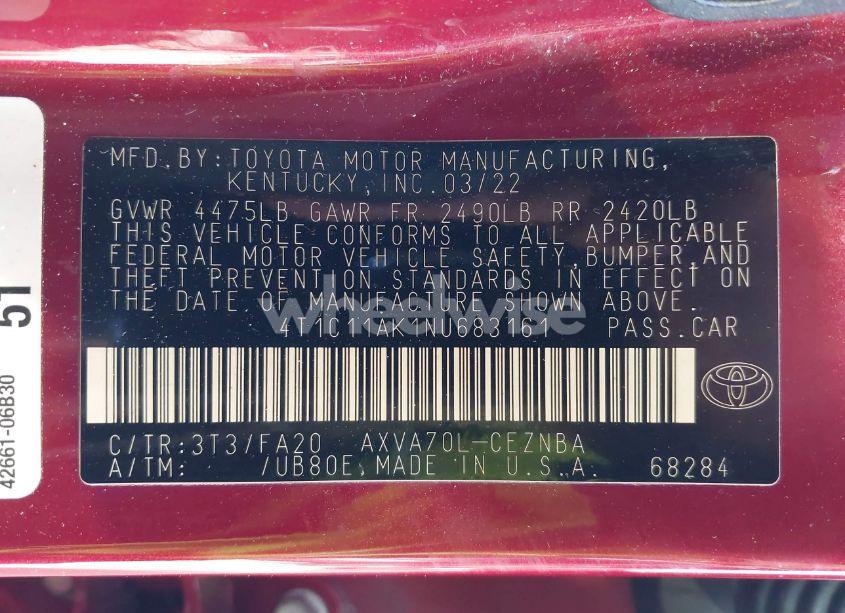 MFD.BY:TOYOTA MOTOR MANUFACTURING,
KENTUCKY,INC.03/22
GVWR 4475LB GAWR FR 2490LB RR 2420LB
THIS VEHICLE CONFORMS TO ALL APPLICABLE
FEDERAL MOTOR VEHICLE SAFETY,BUMPER,AND
THEFT PREVENTION STANDARDS IN EFFECT ON
THE DATE OF MANUFACTURE SHOWN ABOVE.
wheelwise
PASS.CAR
C/TR:3T3/FA20 AXVA70L-CEZNBA
A/TM: /UB80E,MADE IN U.S.A. 68284
51
42661-06B30